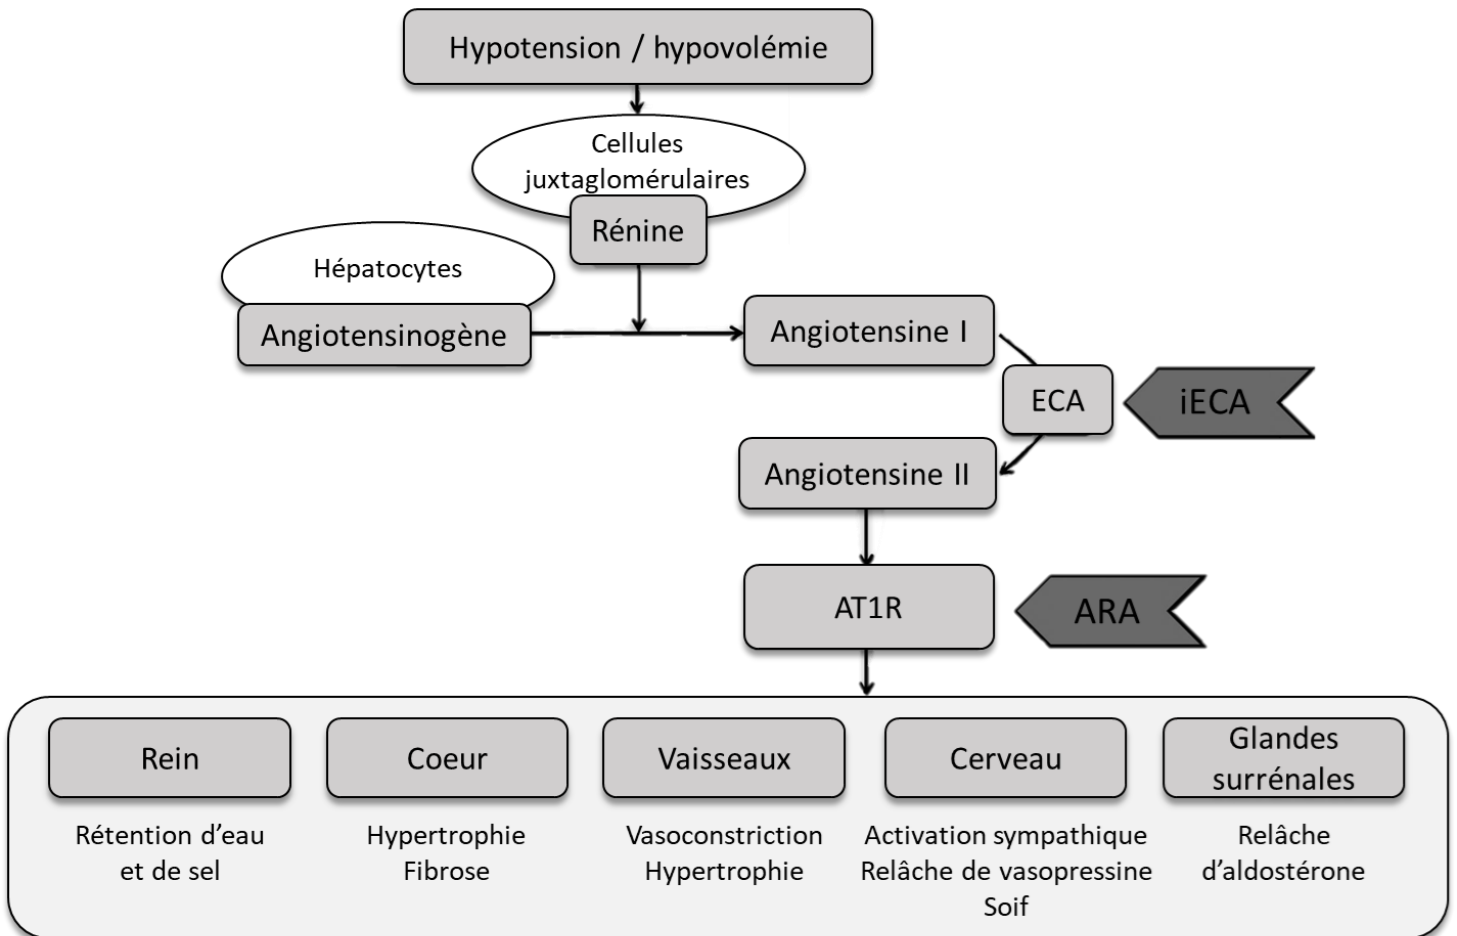 Hypotension / hypovolémie
Cellules
juxtaglomérulaires
Rénine
Hépatocytes
Angiotensinogène
Angiotensine I
ECA
iECA
Angiotensine II
AT1R
ARA
Rein
Coeur
Vaisseaux
Cerveau
Glandes
surrénales
Rétention d’eau
et de sel
Hypertrophie
Fibrose
Vasoconstriction
Hypertrophie
Activation sympathique
Relâche de vasopressine
Soif
Relâche
d’aldostérone